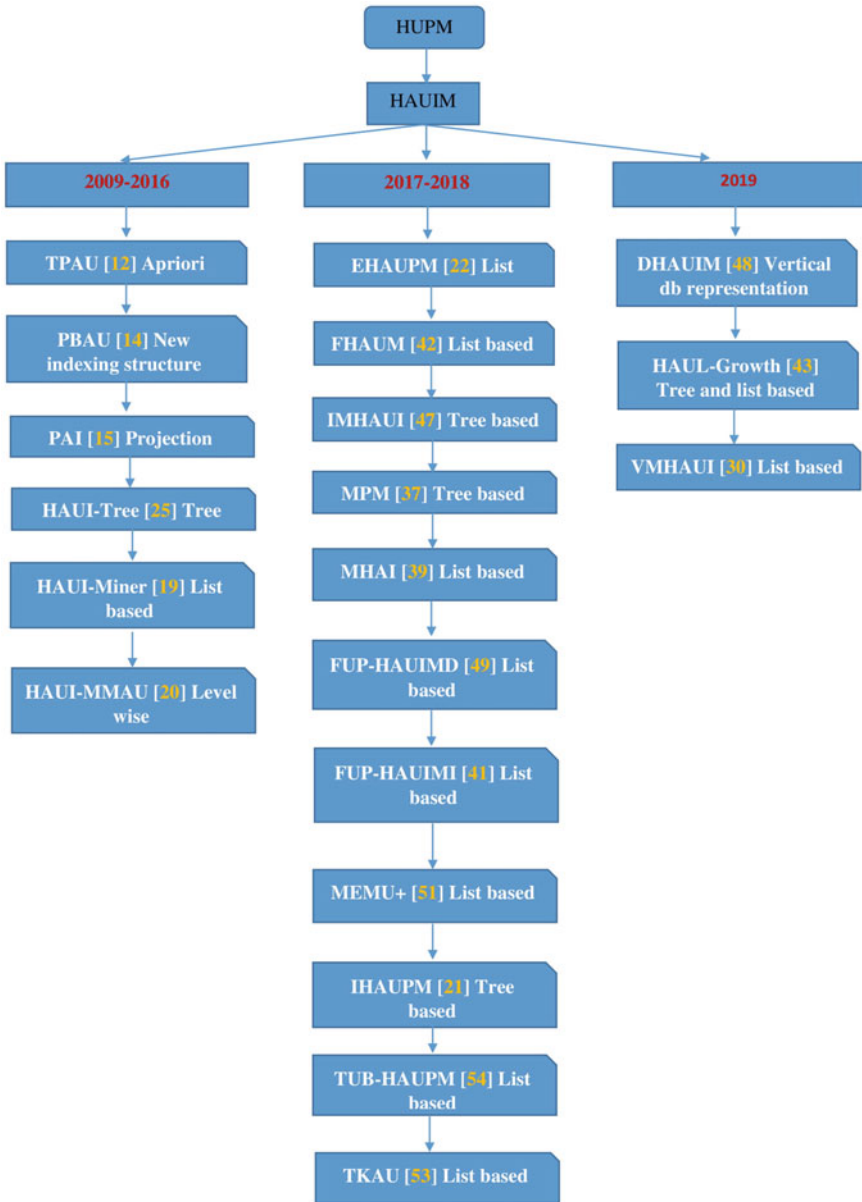 HUPM
HAUIM
2009-2016
TPAU [12] Apriori
PBAU [14] New
indexing structure
PAI [15] Projection
HAUI-Tree [25] Tree
HAUI-Miner [19] List
based
HAUI-MMAU [20] Level
wise
2017-2018
EHAUPM [22] List
FHAUM [42] List based
IMHAUI [47] Tree based
MPM [37] Tree based
MHAI [39] List based
FUP-HAUIMD [49] List
based
FUP-HAUIMI [41] List
based
MEMU+ [51] List based
IHAUPM [21] Tree
based
TUB-HAUPM [54] List
based
TKAU [53] List based
2019
DHAUIM [48] Vertical
db representation
HAUL-Growth [43]
Tree and list based
VMHAUI [30] List based